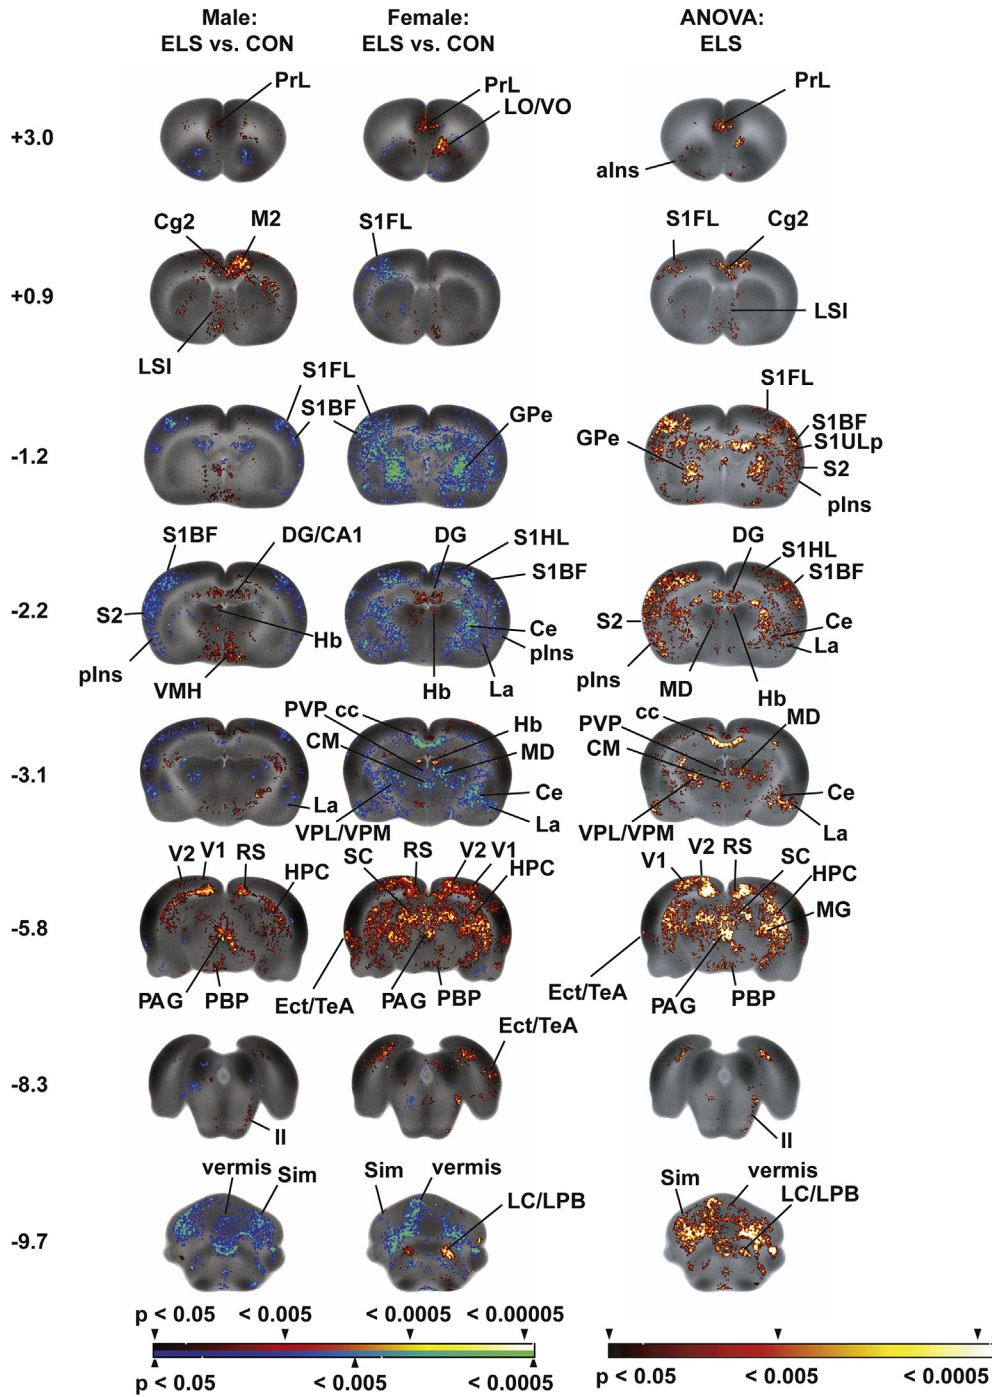 Male:
ELS vs. CON
Female:
ELS vs. CON
ANOVA:
ELS
+3.0
PrL
PrL
LO/VO
PrL
aIns
+0.9
Cg2
M2
LSI
S1FL
S1FL
Cg2
LSI
-1.2
S1FL
S1BF
GPe
S1FL
S1BF
S1ULp
S2
pIns
GPe
-2.2
S1BF
DG/CA1
S2
pIns
VMH
Hb
DG
S1HL
S1BF
Ce
pIns
La
Hb
DG
S1HL
S1BF
S2
Ce
La
pIns
MD
Hb
-3.1
La
PVP
cc
CM
Hb
MD
Ce
La
VPL/VPM
PVP
cc
CM
MD
Ce
La
VPL/VPM
-5.8
V2
V1
RS
HPC
PAG
PBP
SC
RS
V2
V1
HPC
Ect/TeA
PAG
PBP
V1
V2
RS
SC
HPC
MG
Ect/TeA
PAG
PBP
-8.3
ll
Ect/TeA
ll
-9.7
vermis
Sim
Sim
vermis
LC/LPB
Sim
vermis
LC/LPB
p < 0.05
< 0.005
< 0.0005
< 0.00005
p < 0.05
< 0.005
< 0.0005
p < 0.05
< 0.005
< 0.0005